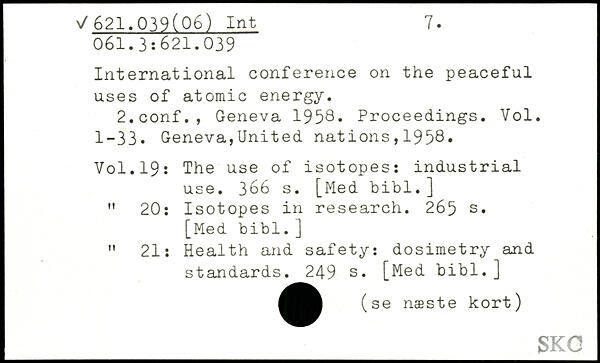 ✓ 621.039(06) Int 7.
061.3:621.039
International conference on the peaceful
uses of atomic energy.
2.conf., Geneva 1958. Proceedings. Vol.
1-33. Geneva,United nations,1958.
Vol.19: The use of isotopes: industrial
use. 366 s. [Med bibl.]
" 20: Isotopes in research. 265 s.
[Med bibl.]
" 21: Health and safety: dosimetry and
standards. 249 s. [Med bibl.]
(se næste kort)
SKC